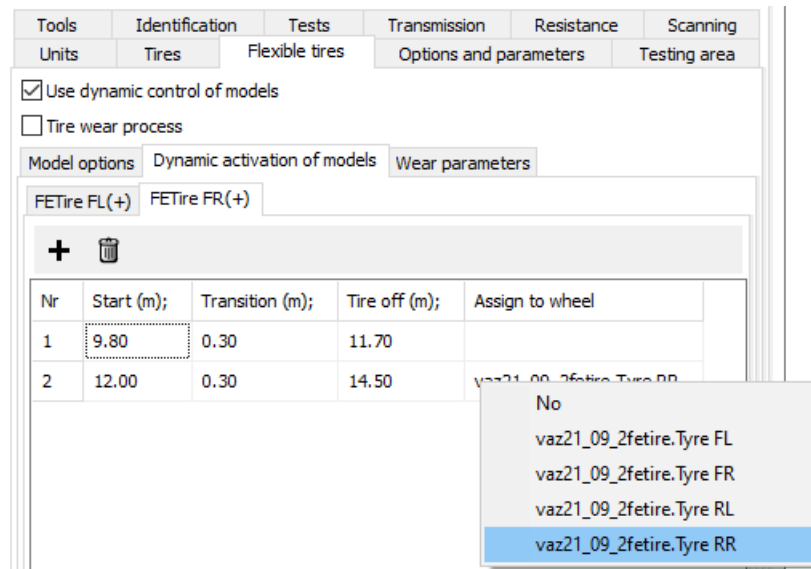 Tools Identification Tests Transmission Resistance Scanning
Units Tires Flexible tires Options and parameters Testing area
Use dynamic control of models
Tire wear process
Model options Dynamic activation of models Wear parameters
FETire FL(+) FETire FR(+)
Nr Start (m); Transition (m); Tire off (m); Assign to wheel
1 9.80 0.30 11.70
2 12.00 0.30 14.50 vaz21_09_2fetire.Tyre RR
No
vaz21_09_2fetire.Tyre FL
vaz21_09_2fetire.Tyre FR
vaz21_09_2fetire.Tyre RL
vaz21_09_2fetire.Tyre RR